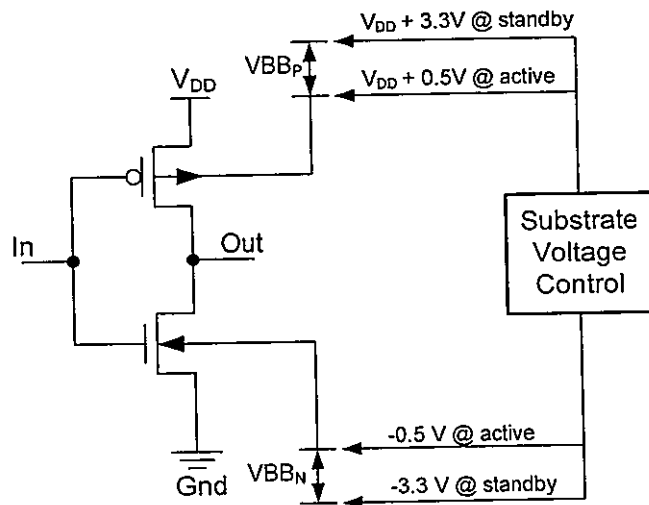 V_DD + 3.3V @ standby
VBB_P
V_DD + 0.5V @ active
V_DD
In
Out
Substrate
Voltage
Control
-0.5 V @ active
VBB_N
-3.3 V @ standby
Gnd